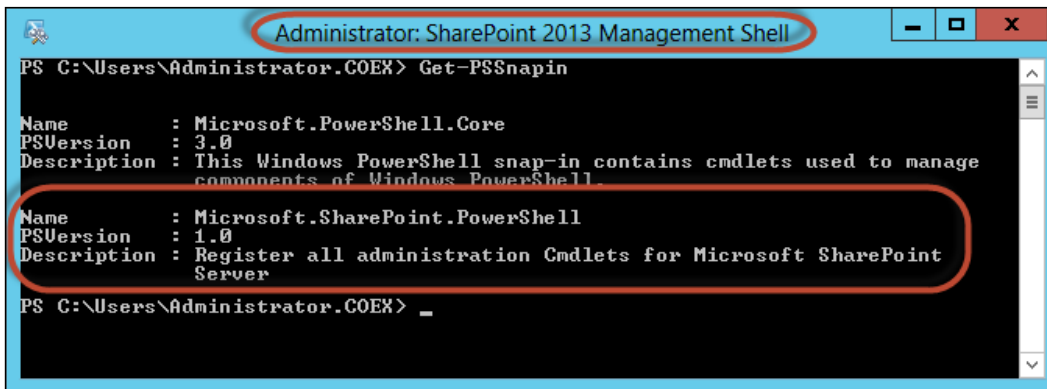 Administrator: SharePoint 2013 Management Shell
PS C:\Users\Administrator.COEX> Get-PSSnapin
Name : Microsoft.PowerShell.Core
PSVersion : 3.0
Description : This Windows PowerShell snap-in contains cmdlets used to manage
components of Windows PowerShell.
Name : Microsoft.SharePoint.PowerShell
PSVersion : 1.0
Description : Register all administration Cmdlets for Microsoft SharePoint
Server
PS C:\Users\Administrator.COEX> _